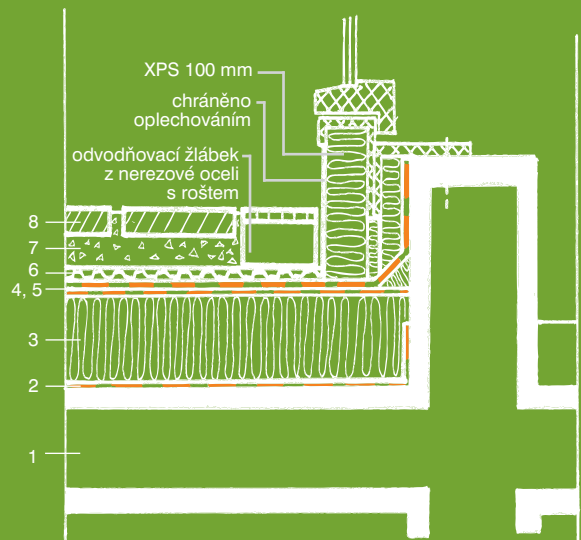 XPS 100 mm
chráněno
oplechováním
odvodňovací žlábek
z nerezové oceli
s roštem
8
7
6
4, 5
3
2
1